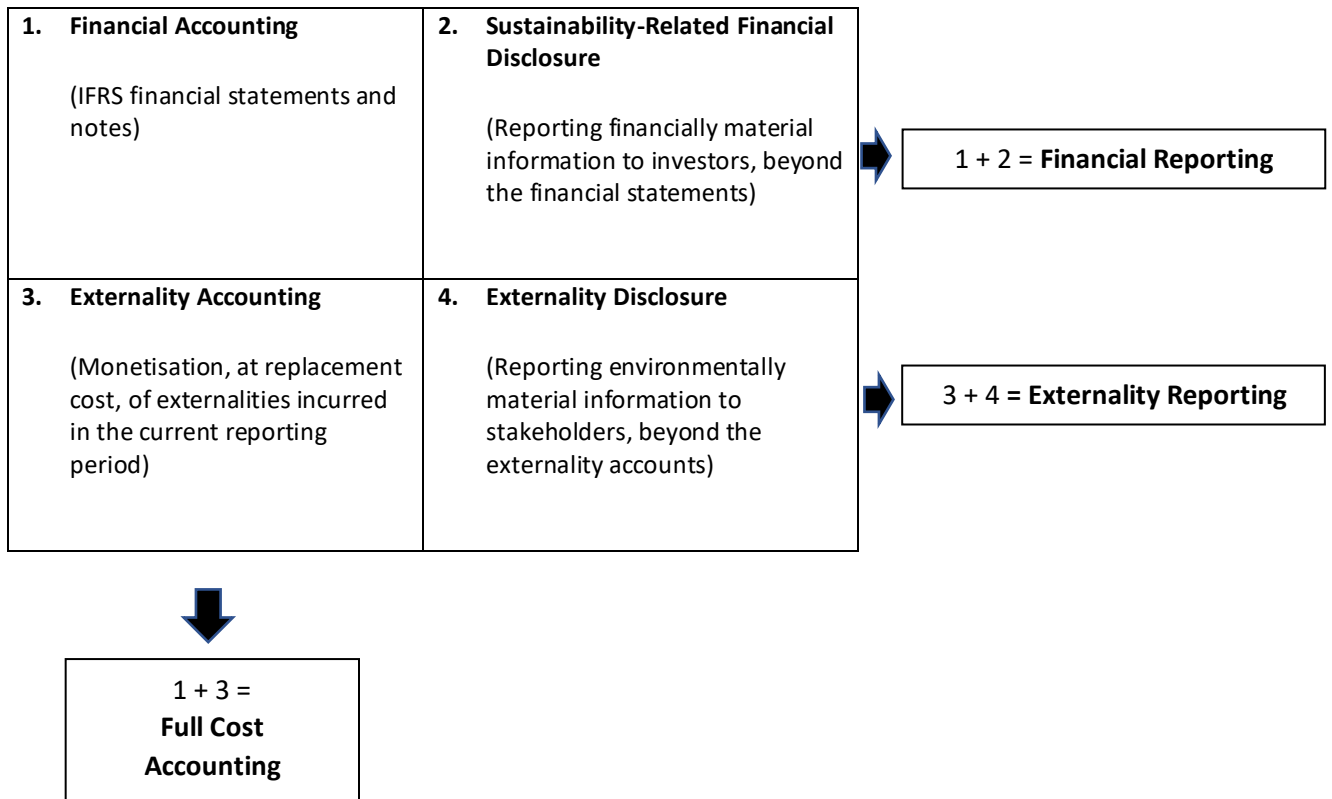 1. Financial Accounting
(IFRS financial statements and
notes)
2. Sustainability-Related Financial
Disclosure
(Reporting financially material
information to investors, beyond
the financial statements)
1 + 2 = Financial Reporting
3. Externality Accounting
(Monetisation, at replacement
cost, of externalities incurred
in the current reporting
period)
4. Externality Disclosure
(Reporting environmentally
material information to
stakeholders, beyond the
externality accounts)
3 + 4 = Externality Reporting
1 + 3 =
Full Cost
Accounting